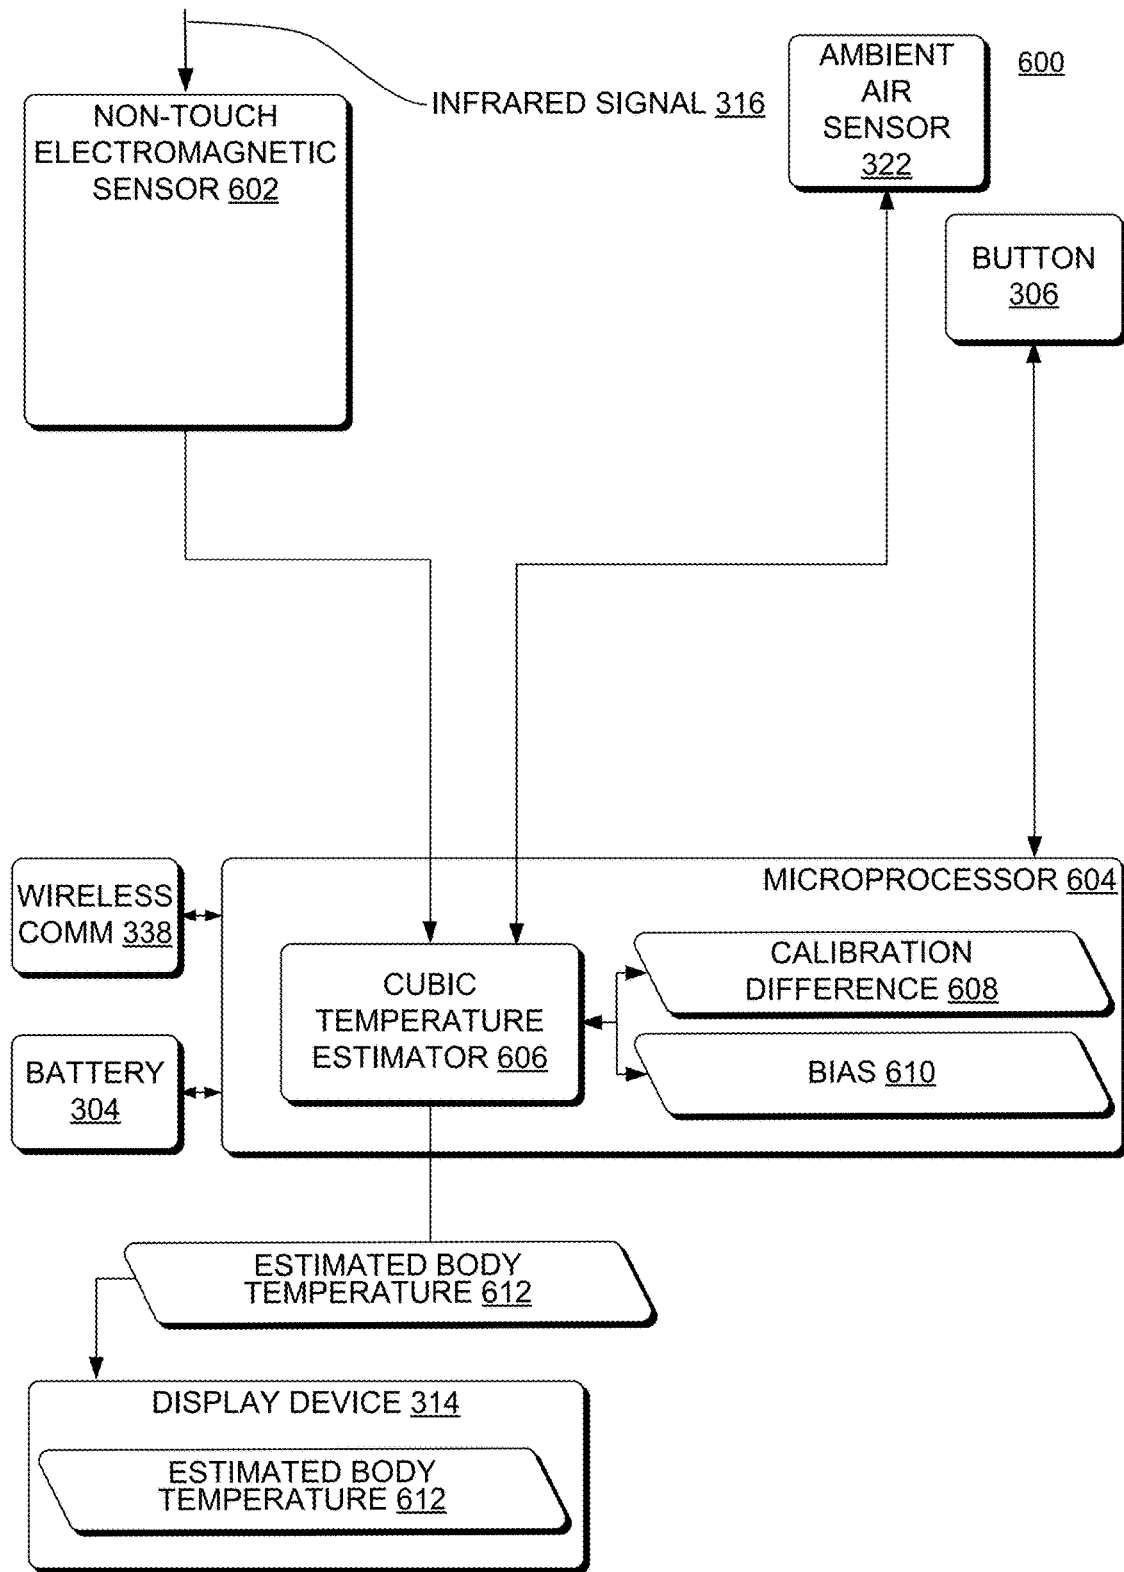 INFRARED SIGNAL 316
NON-TOUCH
ELECTROMAGNETIC
SENSOR 602
AMBIENT
AIR
SENSOR
322
600
BUTTON
306
MICROPROCESSOR 604
WIRELESS
COMM 338
BATTERY
304
CUBIC
TEMPERATURE
ESTIMATOR 606
CALIBRATION
DIFFERENCE 608
BIAS 610
ESTIMATED BODY
TEMPERATURE 612
DISPLAY DEVICE 314
ESTIMATED BODY
TEMPERATURE 612